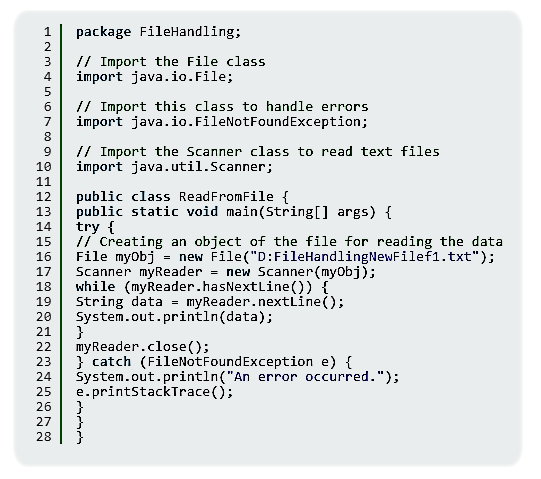 1 package FileHandling;
2
3 // Import the File class
4 import java.io.File;
5
6 // Import this class to handle errors
7 import java.io.FileNotFoundException;
8
9 // Import the Scanner class to read text files
10 import java.util.Scanner;
11
12 public class ReadFromFile {
13 public static void main(String[] args) {
14 try {
15 // Creating an object of the file for reading the data
16 File myObj = new File("D:FileHandlingNewFilef1.txt");
17 Scanner myReader = new Scanner(myObj);
18 while (myReader.hasNextLine()) {
19 String data = myReader.nextLine();
20 System.out.println(data);
21 }
22 myReader.close();
23 } catch (FileNotFoundException e) {
24 System.out.println("An error occurred.");
25 e.printStackTrace();
26 }
27 }
28 }